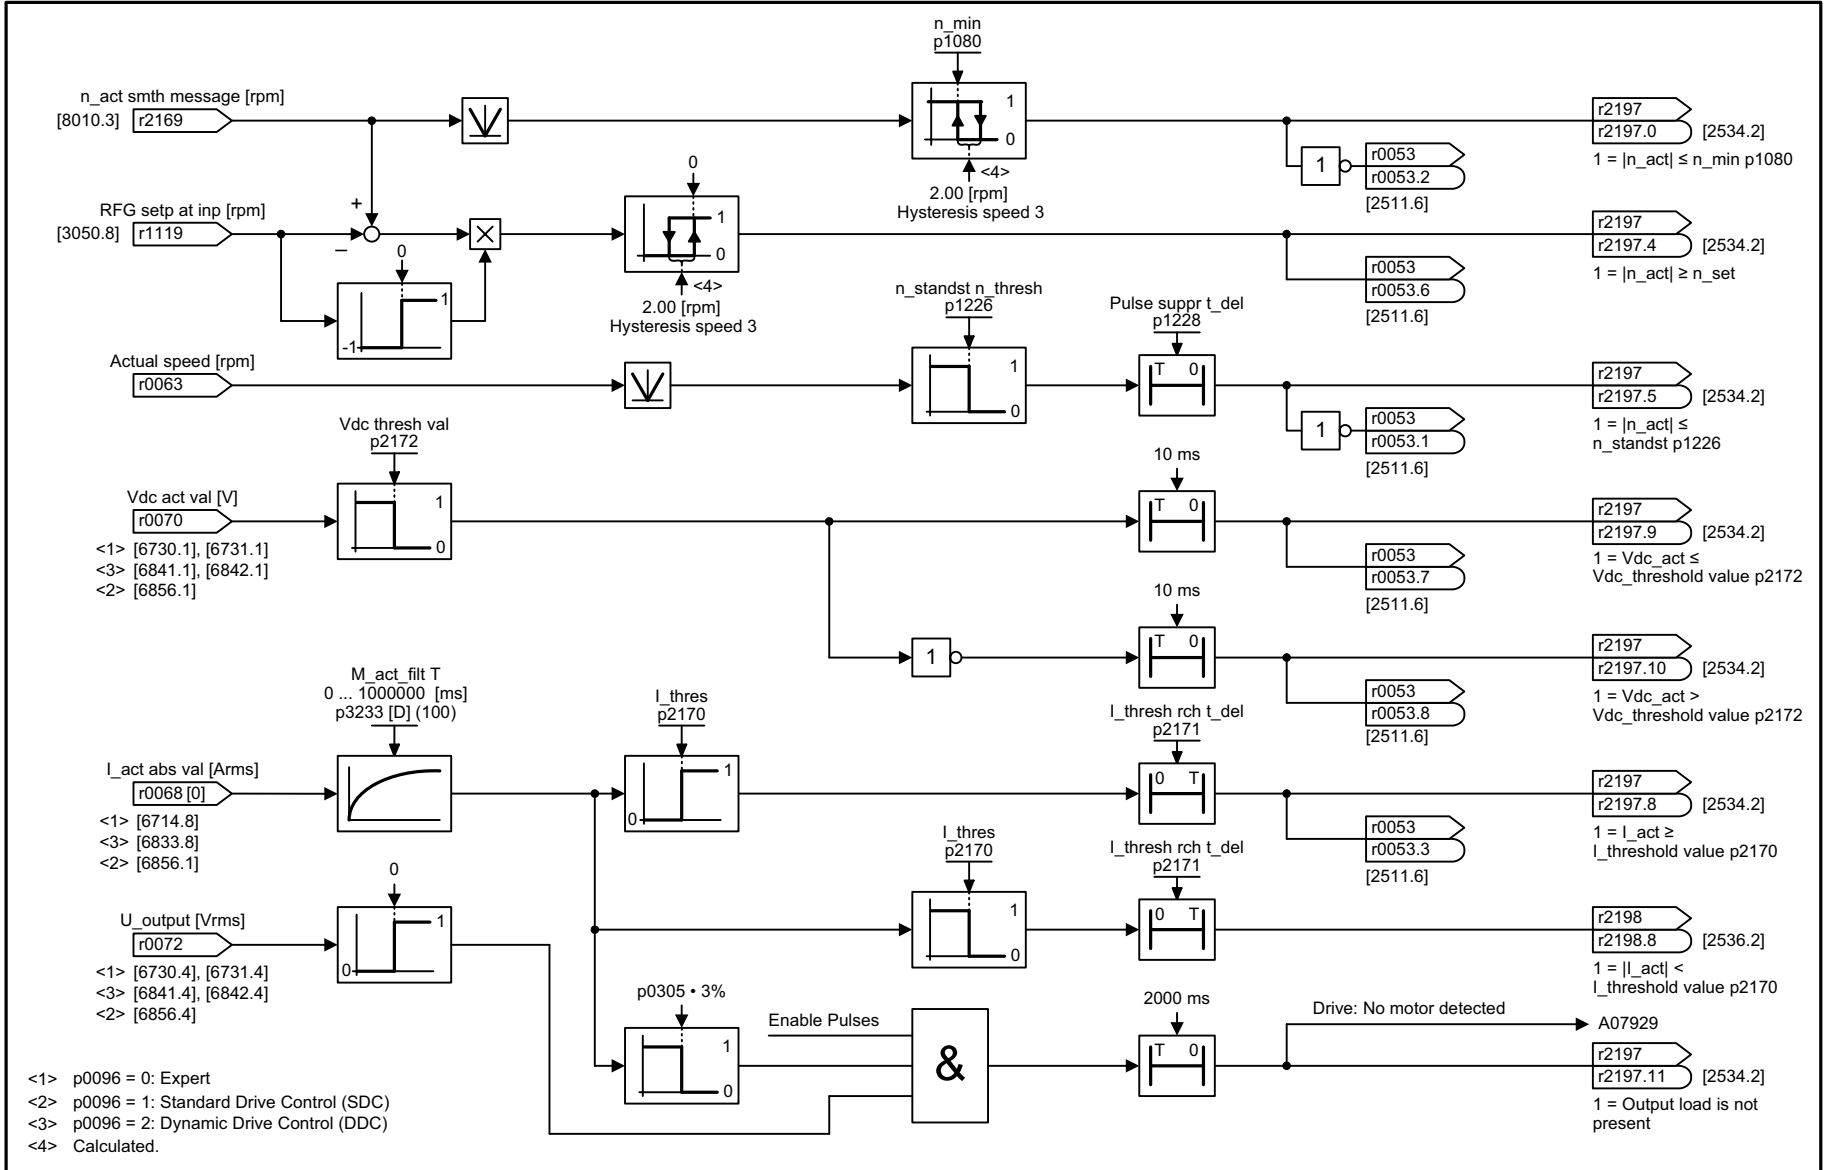 n_min
p1080
n_act smth message [rpm]
[8010.3] r2169
1
0
<4>
2.00 [rpm]
Hysteresis speed 3
r2197
r2197.0 [2534.2]
1 = |n_act| ≤ n_min p1080
1
r0053
r0053.2
[2511.6]
RFG setp at inp [rpm]
[3050.8] r1119
+
–
0
1
-1
0
1
0
<4>
2.00 [rpm]
Hysteresis speed 3
r2197
r2197.4 [2534.2]
1 = |n_act| ≥ n_set
r0053
r0053.6
[2511.6]
n_standst n_thresh
p1226
Pulse suppr t_del
p1228
Actual speed [rpm]
r0063
1
0
T 0
r2197
r2197.5 [2534.2]
1 = |n_act| ≤
n_standst p1226
1
r0053
r0053.1
[2511.6]
Vdc thresh val
p2172
Vdc act val [V]
r0070
<1> [6730.1], [6731.1]
<3> [6841.1], [6842.1]
<2> [6856.1]
1
0
10 ms
T 0
r2197
r2197.9 [2534.2]
1 = Vdc_act ≤
Vdc_threshold value p2172
r0053
r0053.7
[2511.6]
10 ms
1
T 0
r2197
r2197.10 [2534.2]
1 = Vdc_act >
Vdc_threshold value p2172
r0053
r0053.8
[2511.6]
M_act_filt T
0 ... 1000000 [ms]
p3233 [D] (100)
I_thres
p2170
I_thresh rch t_del
p2171
I_act abs val [Arms]
r0068 [0]
<1> [6714.8]
<3> [6833.8]
<2> [6856.1]
1
0
0 T
r2197
r2197.8 [2534.2]
1 = I_act ≥
I_threshold value p2170
r0053
r0053.3
[2511.6]
I_thres
p2170
I_thresh rch t_del
p2171
1
0
0 T
r2198
r2198.8 [2536.2]
1 = |I_act| <
I_threshold value p2170
U_output [Vrms]
r0072
<1> [6730.4], [6731.4]
<3> [6841.4], [6842.4]
<2> [6856.4]
0
1
0
p0305 • 3%
1
0
Enable Pulses
&
2000 ms
T 0
Drive: No motor detected
A07929
r2197
r2197.11 [2534.2]
1 = Output load is not
present
<1> p0096 = 0: Expert
<2> p0096 = 1: Standard Drive Control (SDC)
<3> p0096 = 2: Dynamic Drive Control (DDC)
<4> Calculated.